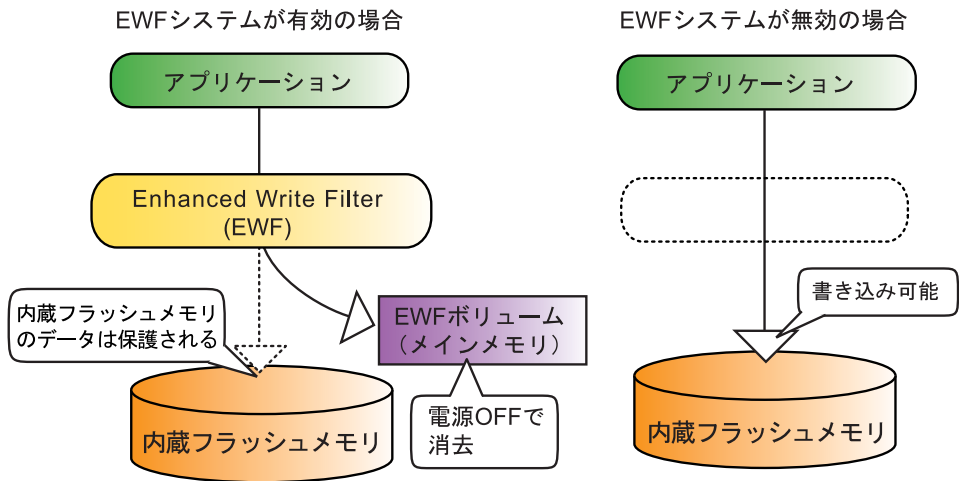 EWFシステムが有効の場合
アプリケーション
Enhanced Write Filter
(EWF)
内蔵フラッシュメモリ
のデータは保護される
EWFボリューム
（メインメモリ）
電源OFFで
消去
内蔵フラッシュメモリ
EWFシステムが無効の場合
アプリケーション
書き込み可能
内蔵フラッシュメモリ